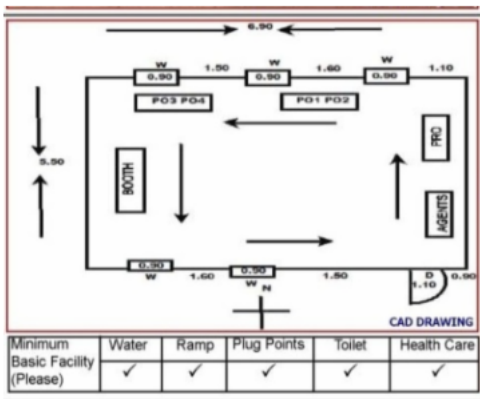 6.90
W 1.50 W 1.60 W 1.10
0.90 0.90 0.90
PO3 PO4 PO1 PO2
PRO
5.50
BOOTH
AGENTS
0.90 0.90 D 0.90
W 1.60 W 1.50 1.10
N
CAD DRAWING
Minimum Basic Facility (Please) Water Ramp Plug Points Toilet Health Care
✓ ✓ ✓ ✓ ✓